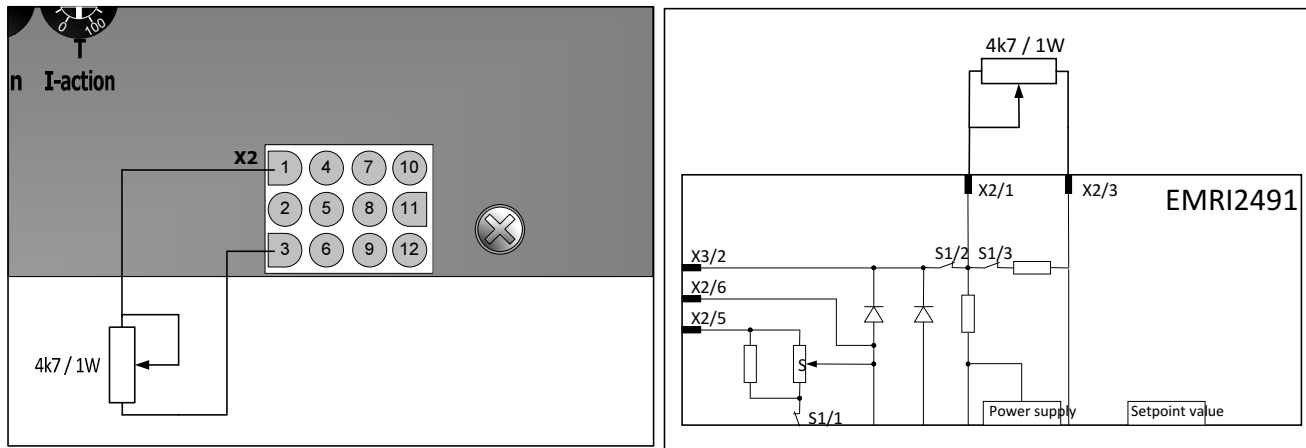 0 100
n I-action
X2
1 4 7 10
2 5 8 11
3 6 9 12
4k7 / 1W
4k7 / 1W
X2/1 X2/3
EMRI2491
X3/2 S1/2 S1/3
X2/6
X2/5
S
S1/1
Power supply Setpoint value